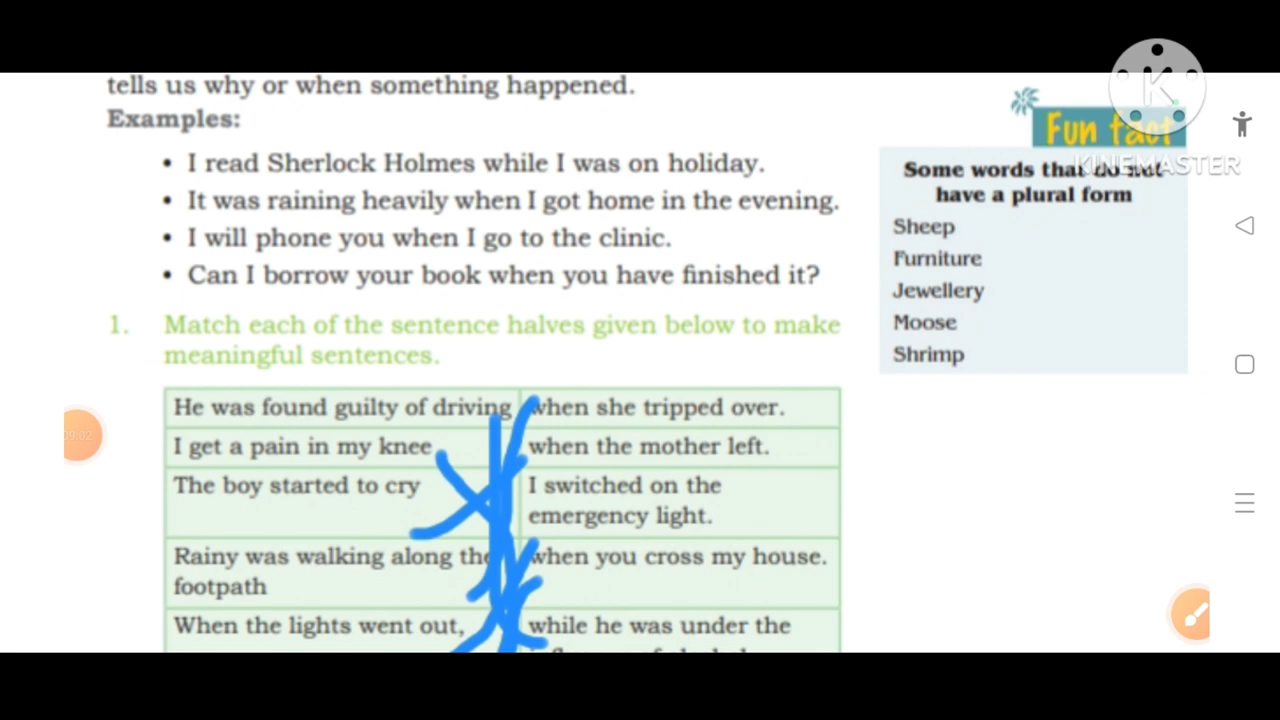 tells us why or when something happened.
Examples:
• I read Sherlock Holmes while I was on holiday.
• It was raining heavily when I got home in the evening.
• I will phone you when I go to the clinic.
• Can I borrow your book when you have finished it?
1. Match each of the sentence halves given below to make
meaningful sentences.
He was found guilty of driving when she tripped over.
I get a pain in my knee when the mother left.
The boy started to cry I switched on the
emergency light.
Rainy was walking along the when you cross my house.
footpath
When the lights went out, while he was under the
Fun fact
KINEMASTER
Some words that do not
have a plural form
Sheep
Furniture
Jewellery
Moose
Shrimp
09:02
K